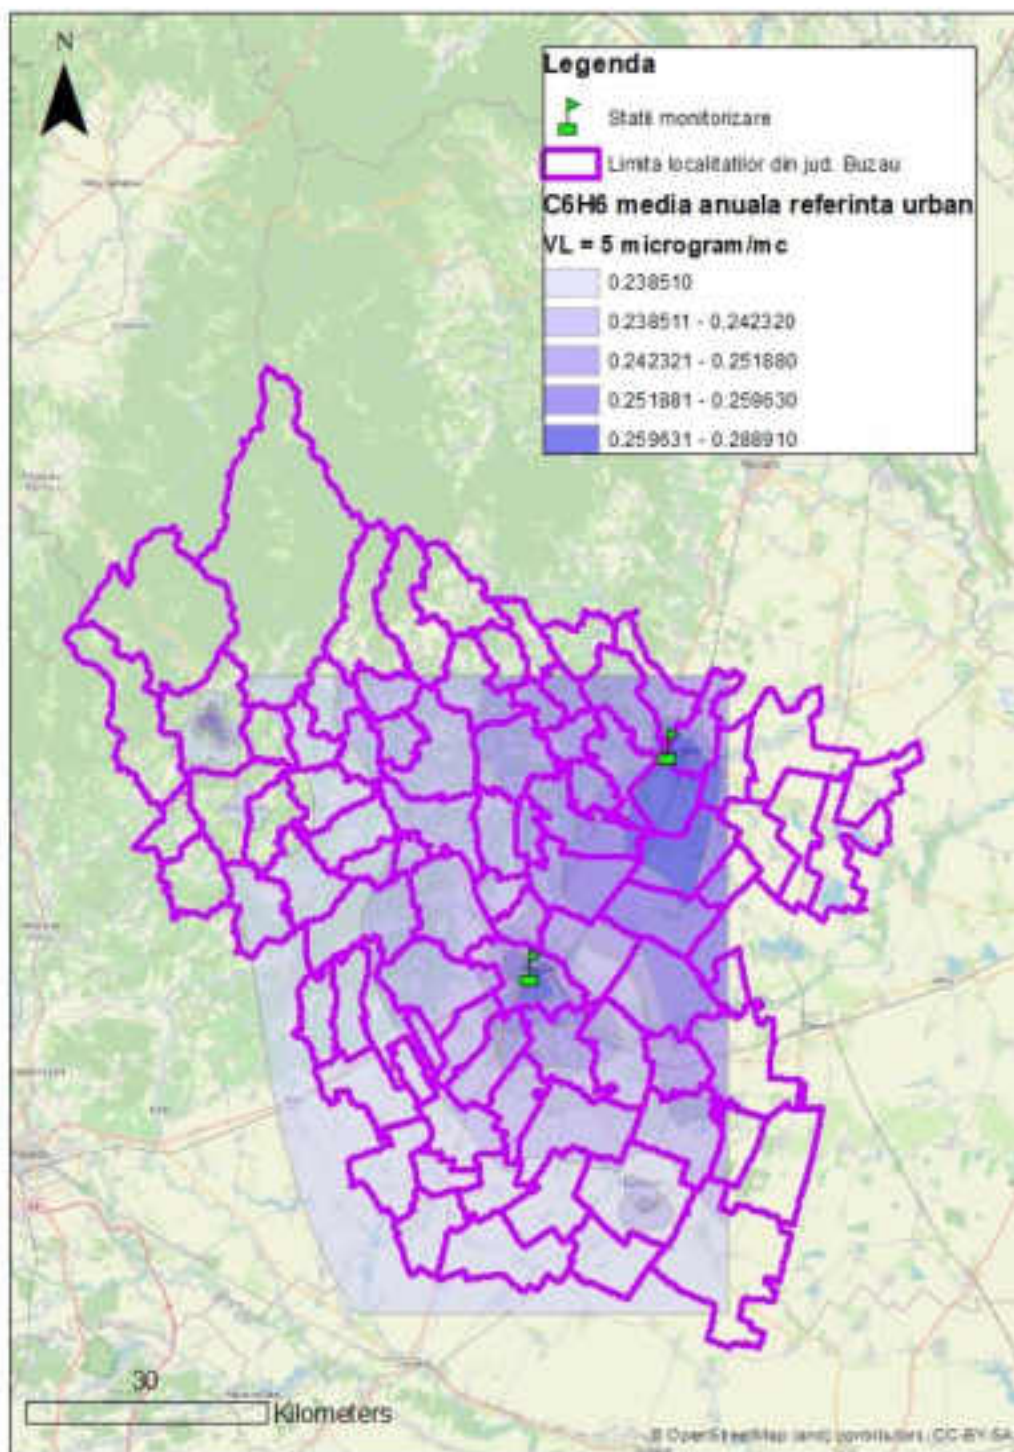 N
Legenda
Statii monitorizare
Limita localitatilor din jud. Buzau
C6H6 media anuala referinta urban
VL = 5 microgram/mc
0.238510
0.238511 - 0.242320
0.242321 - 0.251880
0.251881 - 0.259630
0.259631 - 0.288910
30
Kilometers
© OpenStreetMap (and) contributors, CC-BY-SA